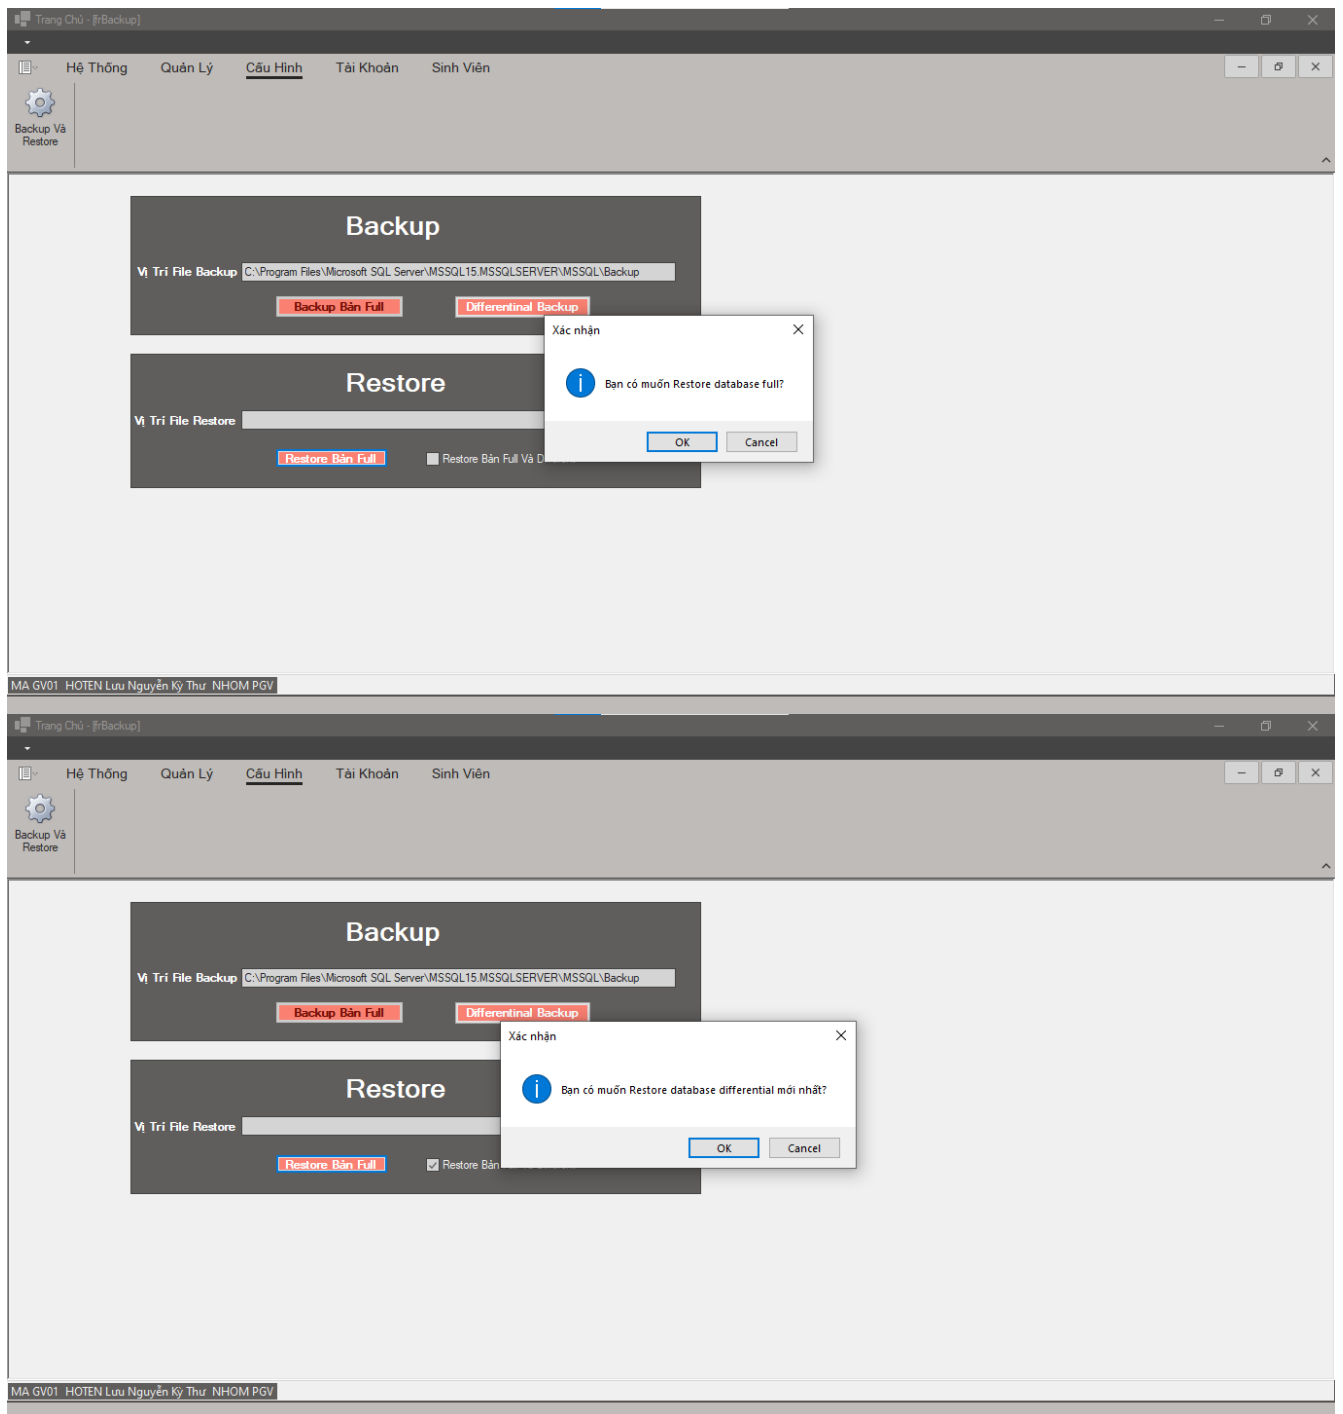 Trang Chủ - [frBackup]
Hệ Thống Quản Lý Cấu Hình Tài Khoản Sinh Viên
Backup Và
Restore
Backup
Vị Trí File Backup C:\Program Files\Microsoft SQL Server\MSSQL15.MSSQLSERVER\MSSQL\Backup
Backup Bản Full Differentinal Backup
Xác nhận
Bạn có muốn Restore database full?
OK Cancel
Restore
Vị Trí File Restore
Restore Bản Full Restore Bản Full Và
MA GV01 HOTEN Lưu Nguyễn Kỳ Thư NHOM PGV
Trang Chủ - [frBackup]
Hệ Thống Quản Lý Cấu Hình Tài Khoản Sinh Viên
Backup Và
Restore
Backup
Vị Trí File Backup C:\Program Files\Microsoft SQL Server\MSSQL15.MSSQLSERVER\MSSQL\Backup
Backup Bản Full Differentinal Backup
Xác nhận
Bạn có muốn Restore database differential mới nhất?
OK Cancel
Restore
Vị Trí File Restore
Restore Bản Full Restore Bản
MA GV01 HOTEN Lưu Nguyễn Kỳ Thư NHOM PGV